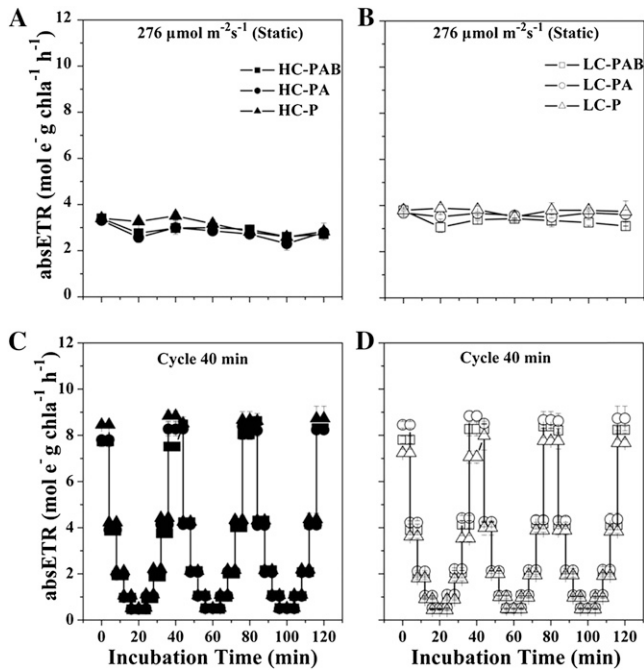 A
276 µmol m⁻²s⁻¹ (Static)
HC-PAB
HC-PA
HC-P
absETR (mol e⁻ g chla⁻¹ h⁻¹)
12
10
8
6
4
2
0
B
276 µmol m⁻²s⁻¹ (Static)
LC-PAB
LC-PA
LC-P
C
Cycle 40 min
absETR (mol e⁻ g chla⁻¹ h⁻¹)
12
10
8
6
4
2
0
0 20 40 60 80 100 120
Incubation Time (min)
D
Cycle 40 min
0 20 40 60 80 100 120
Incubation Time (min)